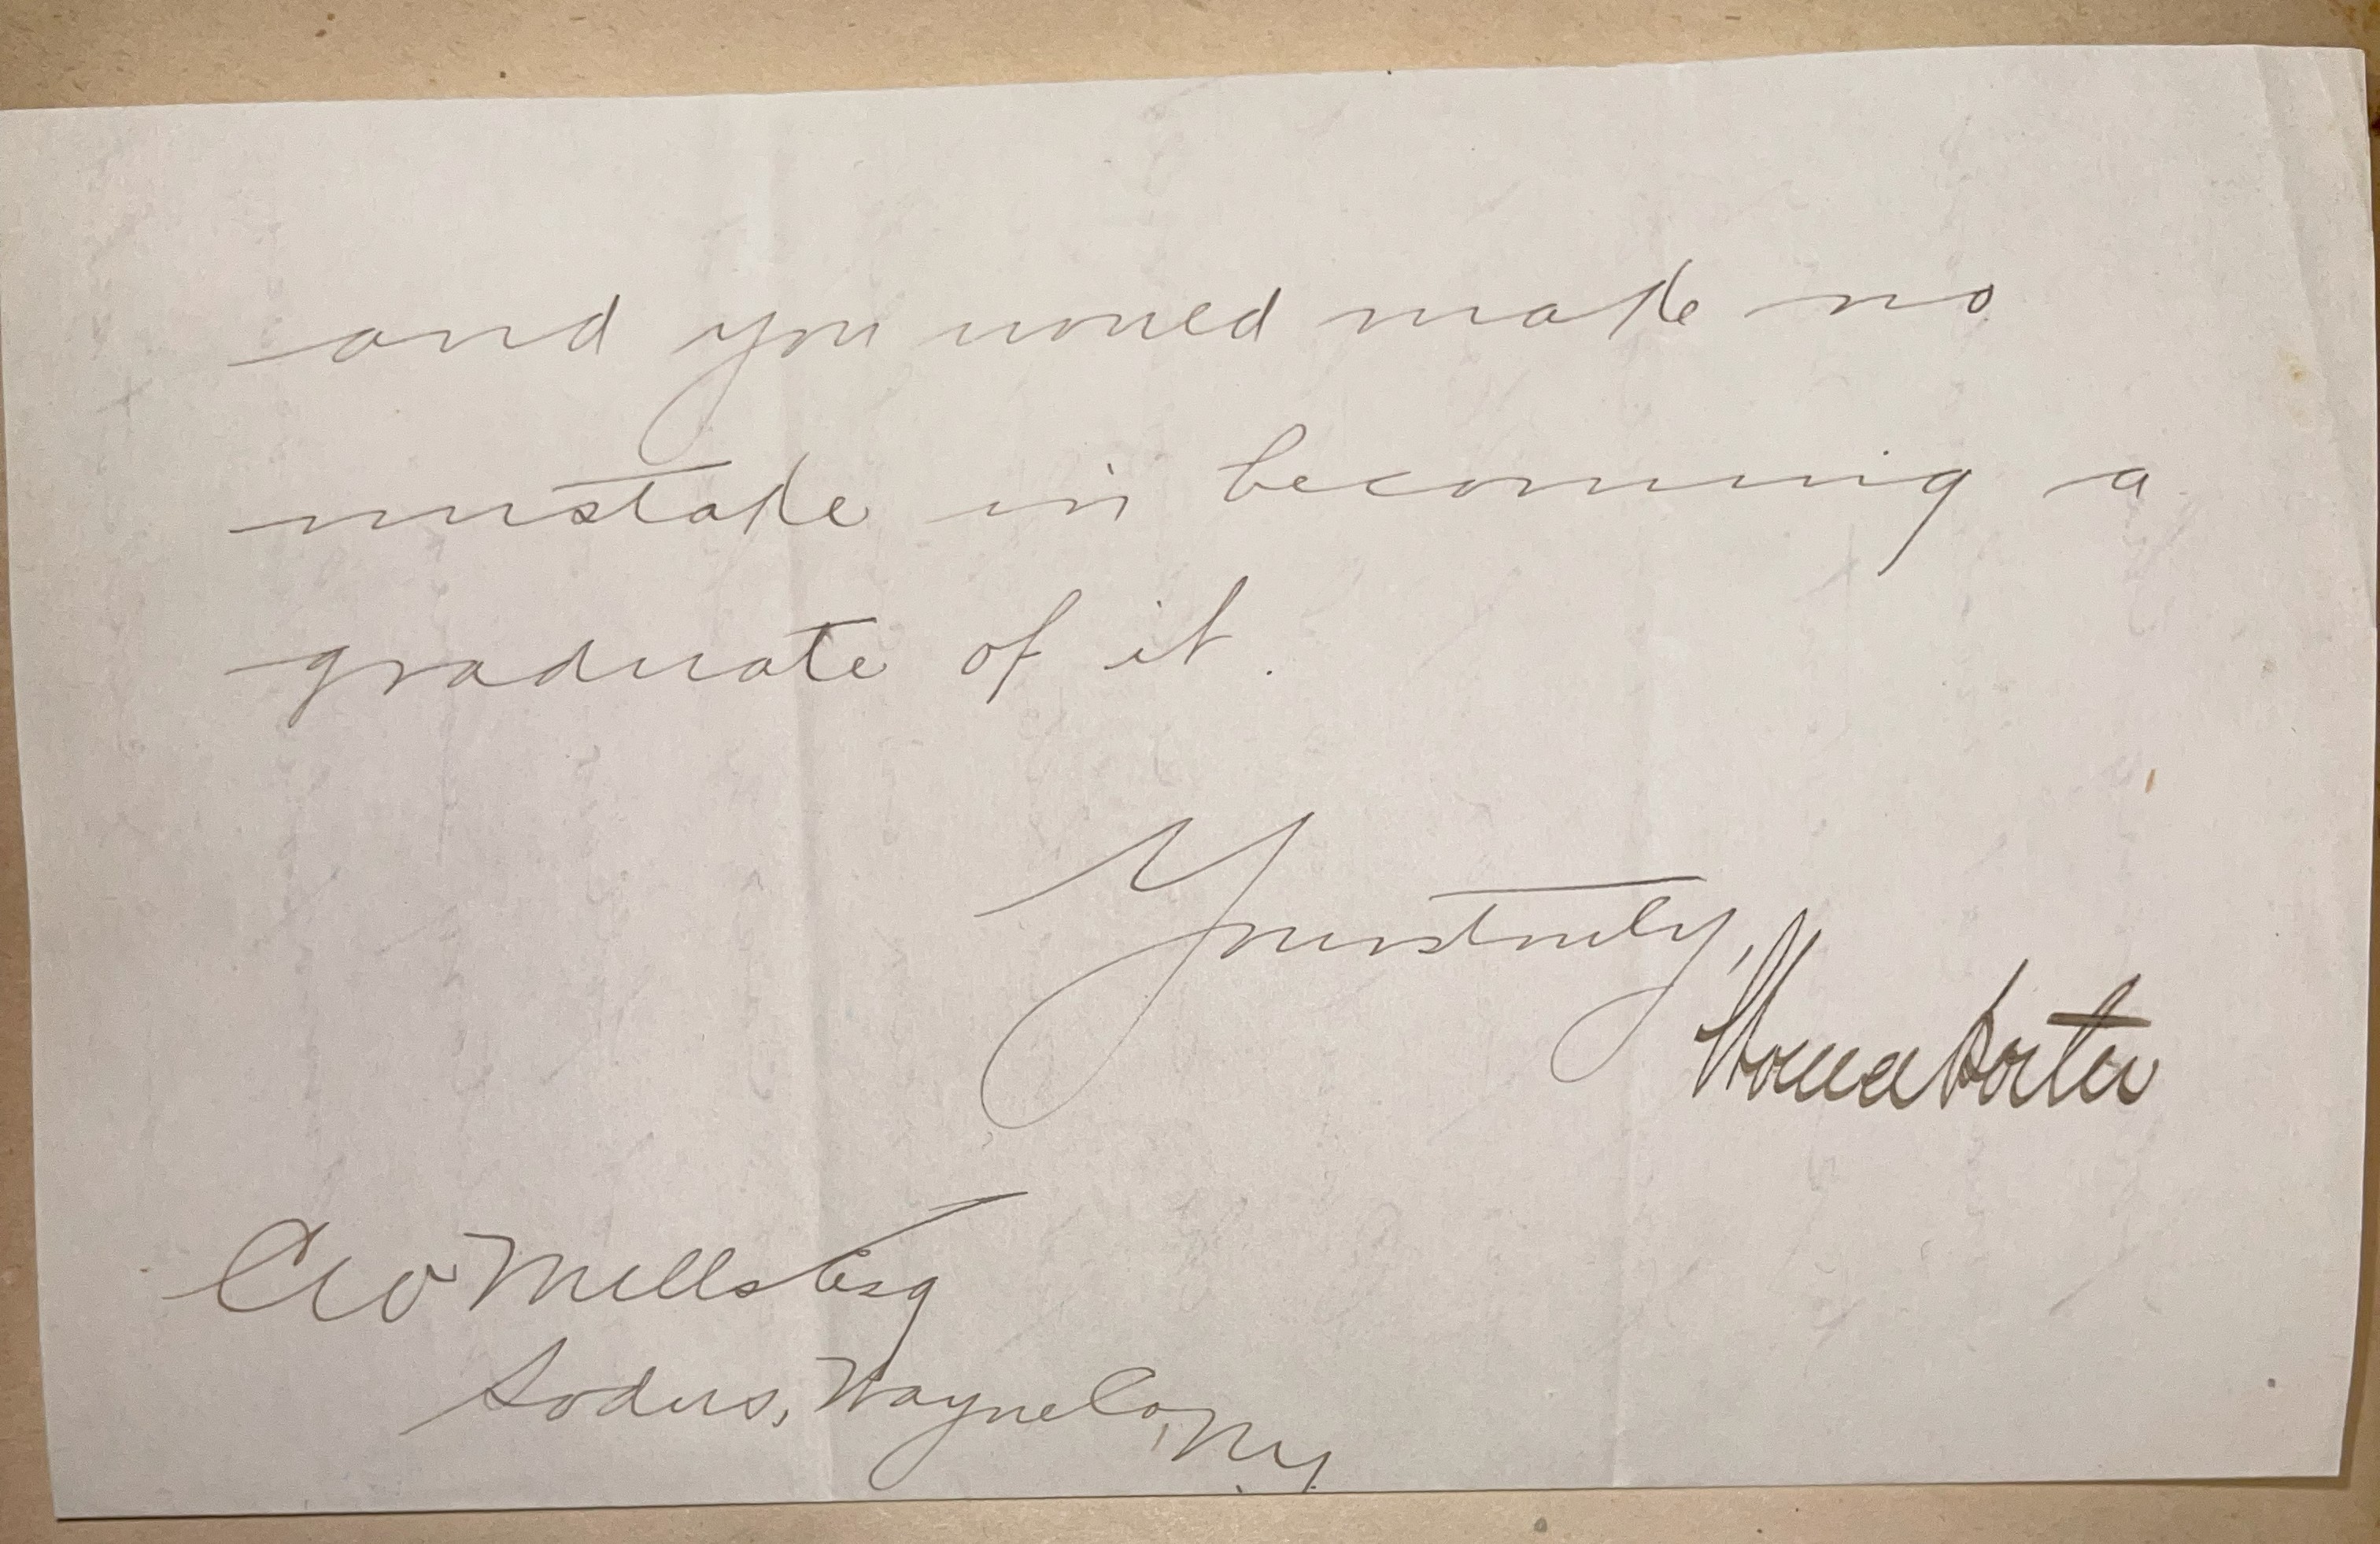 and you would make no
mistake in becoming a
graduate of it.
Yours truly,
Horace Porter
Mills Esq
Sodus, Wayne Co, NY.